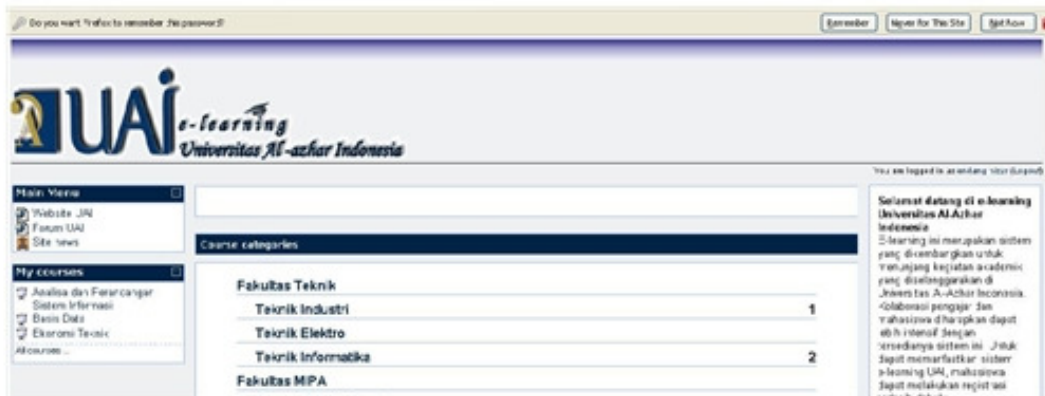 Do you want Firefox to remember this password?
Remember
Never for This Site
Not Now
UAI e-learning
Universitas Al-azhar Indonesia
You are logged in as endang (Logout)
Main Menu
Website UAI
Forum UAI
Site news
My courses
Analisa dan Perancangan
Sistem Informasi
Basis Data
Ekonomi Teknik
All courses ...
Course categories
Fakultas Teknik
Teknik Industri 1
Teknik Elektro
Teknik Informatika 2
Fakultas MIPA
Selamat datang di e-learning
Universitas Al-Azhar
Indonesia
E-learning ini merupakan sistem
yang dikembangkan untuk
menunjang kegiatan akademik
yang diselenggarakan di
Universitas Al-Azhar Indonesia.
Kolaborasi pengajar dan
mahasiswa diharapkan dapat
lebih intensif dengan
tersedianya sistem ini. Untuk
dapat memanfaatkan sistem
e-learning UAI, mahasiswa
dapat melakukan registrasi